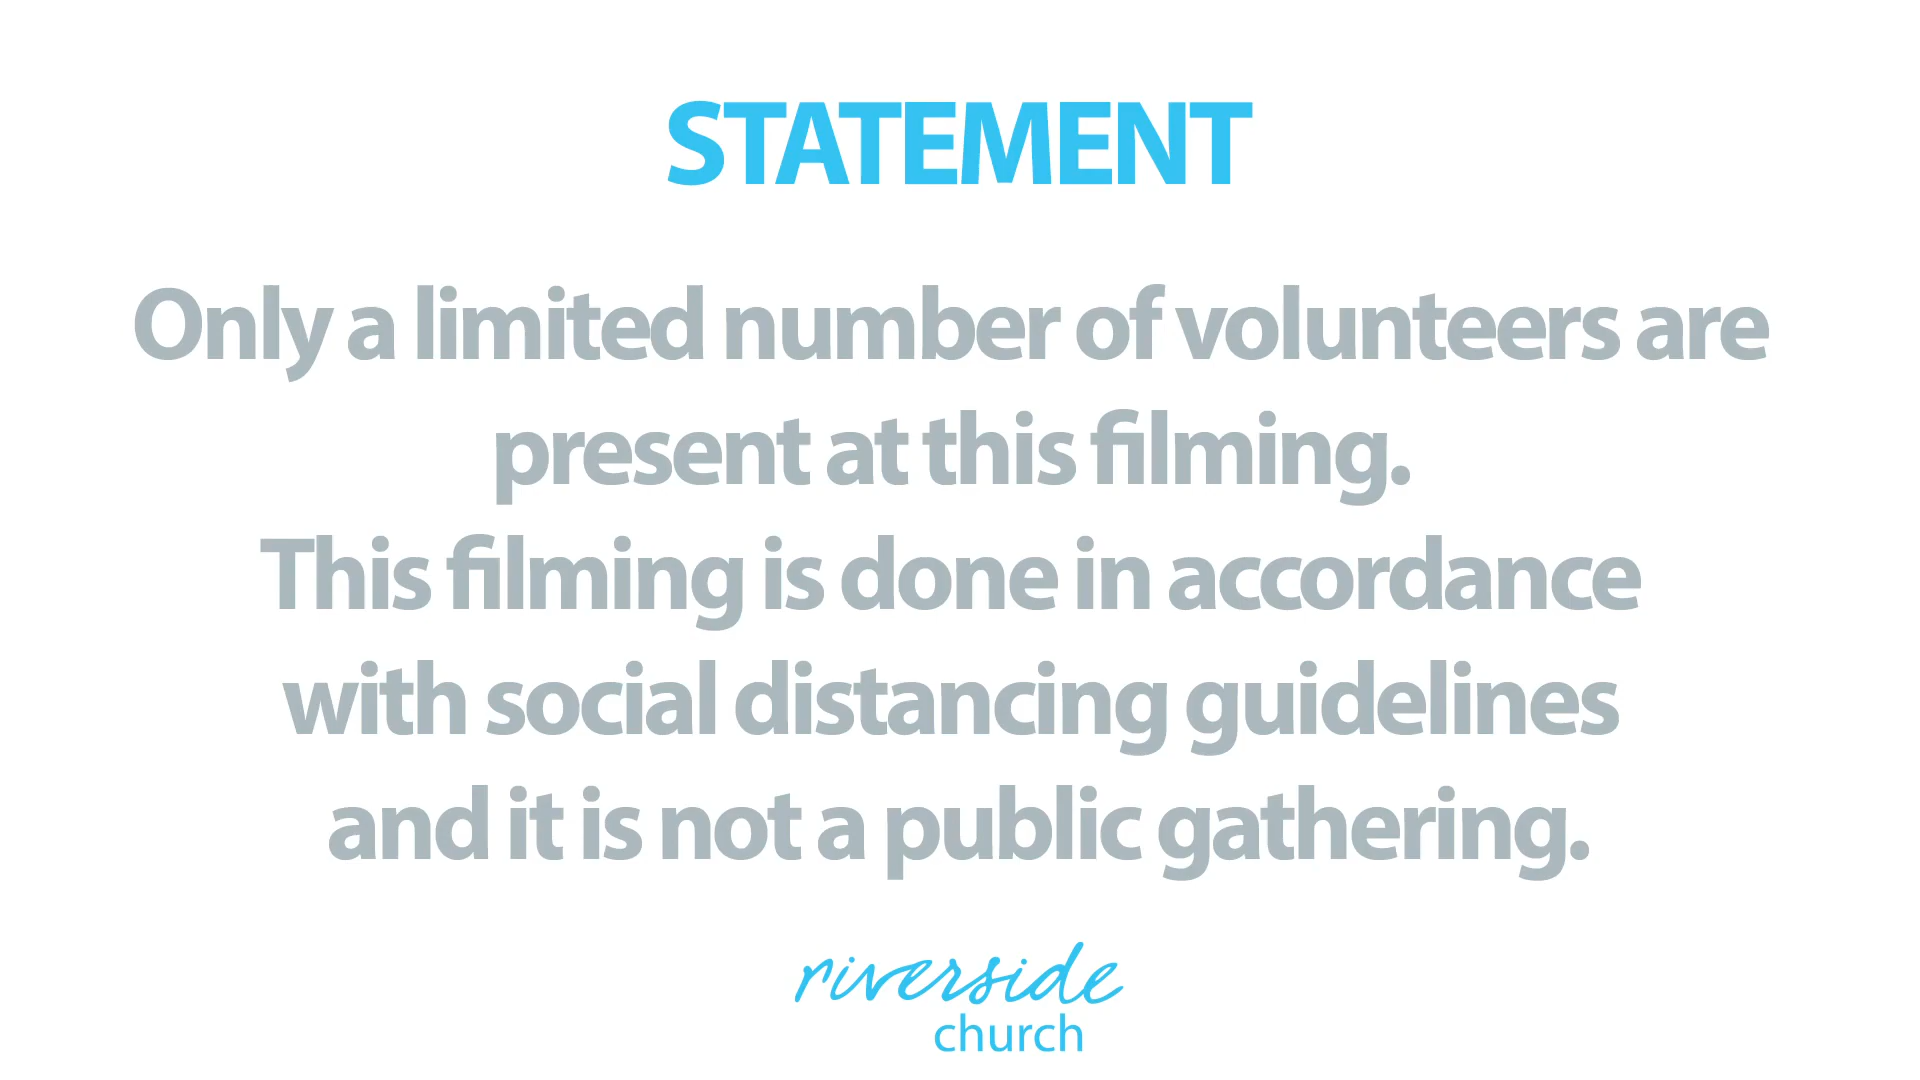 STATEMENT
Only a limited number of volunteers are
present at this filming.
This filming is done in accordance
with social distancing guidelines
and it is not a public gathering.
riverside
church